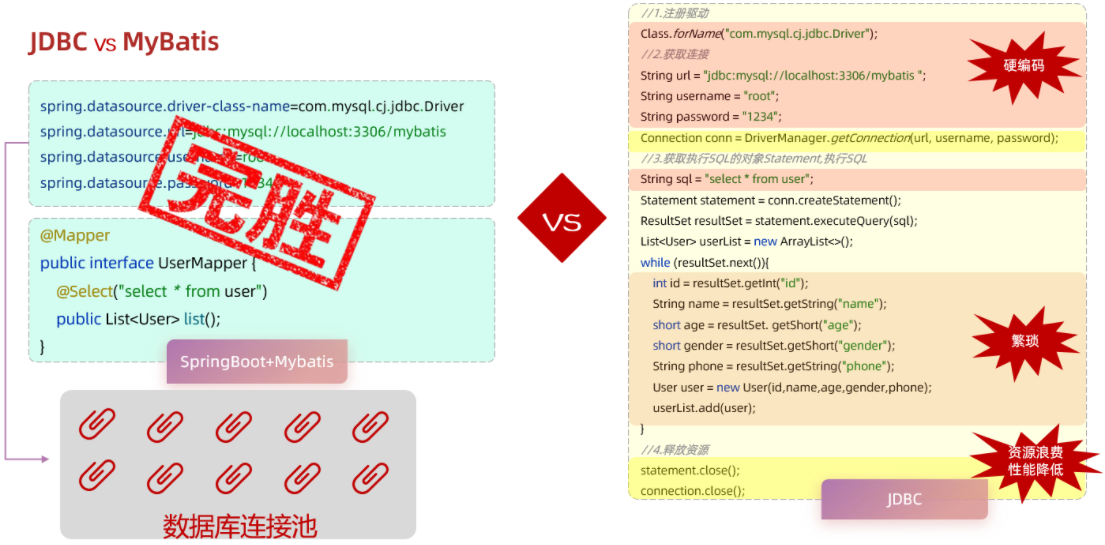 JDBC vs MyBatis
spring.datasource.driver-class-name=com.mysql.cj.jdbc.Driver
spring.datasource.url=jdbc:mysql://localhost:3306/mybatis
spring.datasource.username=root
spring.datasource.password=1234
完胜
@Mapper
public interface UserMapper {
@Select("select * from user")
public List<User> list();
}
SpringBoot+Mybatis
数据库连接池
VS
//1.注册驱动
Class.forName("com.mysql.cj.jdbc.Driver");
//2.获取连接
String url = "jdbc:mysql://localhost:3306/mybatis ";
String username = "root";
String password = "1234";
硬编码
Connection conn = DriverManager.getConnection(url, username, password);
//3.获取执行SQL的对象Statement,执行SQL
String sql = "select * from user";
Statement statement = conn.createStatement();
ResultSet resultSet = statement.executeQuery(sql);
List<User> userList = new ArrayList<>();
while (resultSet.next()){
int id = resultSet.getInt("id");
String name = resultSet.getString("name");
short age = resultSet. getShort("age");
short gender = resultSet.getShort("gender");
String phone = resultSet.getString("phone");
User user = new User(id,name,age,gender,phone);
userList.add(user);
繁琐
}
//4.释放资源
statement.close();
connection.close();
资源浪费
性能降低
JDBC